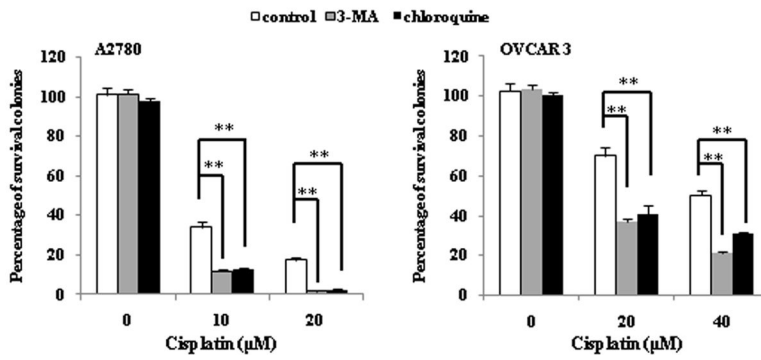 control 3-MA chloroquine
A2780
Percentage of survival colonies
120
100
80
60
40
20
0
**
**
**
**
0 10 20
Cisplatin (µM)
OVCAR 3
Percentage of survival colonies
120
100
80
60
40
20
0
**
**
**
**
0 20 40
Cisplatin (µM)